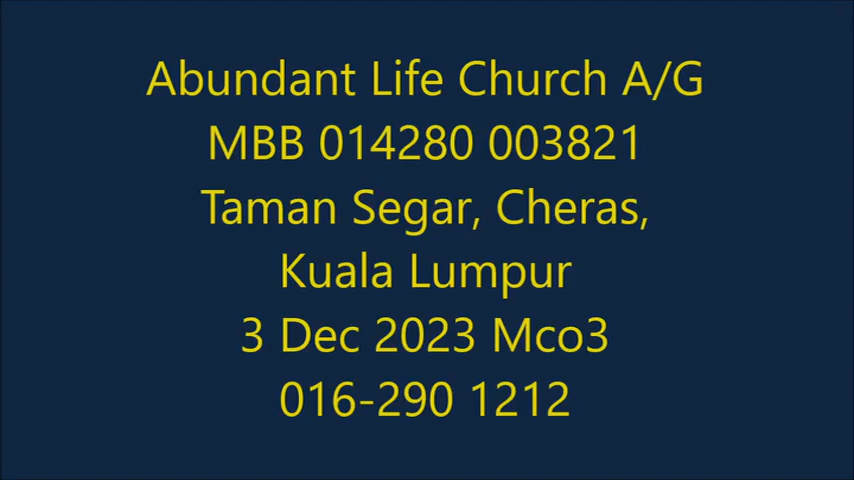 Abundant Life Church A/G
MBB 014280 003821
Taman Segar, Cheras,
Kuala Lumpur
3 Dec 2023 Mco3
016-290 1212